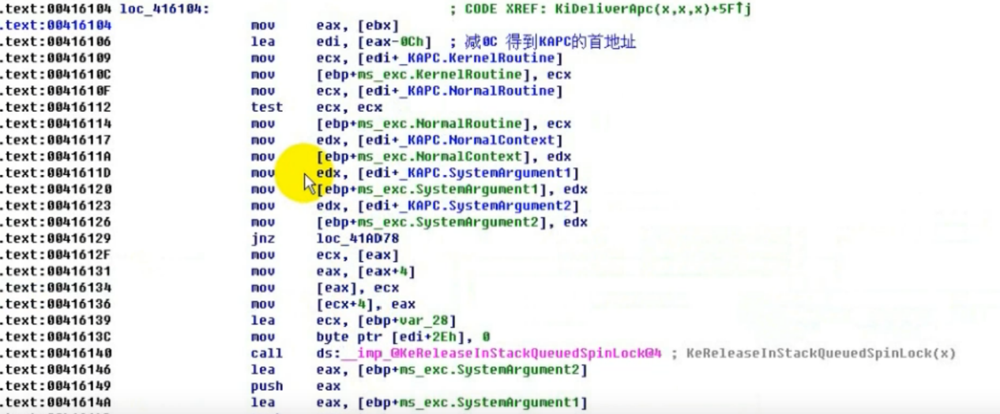 .text:00416104 loc_416104: ; CODE XREF: KiDeliverApc(x,x,x)+5F↑j
.text:00416104 mov eax, [ebx]
.text:00416106 lea edi, [eax-0Ch] ; 减0C 得到KAPC的首地址
.text:00416109 mov ecx, [edi+_KAPC.KernelRoutine]
.text:0041610C mov [ebp+ms_exc.KernelRoutine], ecx
.text:0041610F mov ecx, [edi+_KAPC.NormalRoutine]
.text:00416112 test ecx, ecx
.text:00416114 mov [ebp+ms_exc.NormalRoutine], ecx
.text:00416117 mov edx, [edi+_KAPC.NormalContext]
.text:0041611A mov [ebp+ms_exc.NormalContext], edx
.text:0041611D mov edx, [edi+_KAPC.SystemArgument1]
.text:00416120 mov [ebp+ms_exc.SystemArgument1], edx
.text:00416123 mov edx, [edi+_KAPC.SystemArgument2]
.text:00416126 mov [ebp+ms_exc.SystemArgument2], edx
.text:00416129 jnz loc_41AD78
.text:0041612F mov ecx, [eax]
.text:00416131 mov eax, [eax+4]
.text:00416134 mov [eax], ecx
.text:00416136 mov [ecx+4], eax
.text:00416139 lea ecx, [ebp+var_28]
.text:0041613C mov byte ptr [edi+2Eh], 0
.text:00416140 call ds:__imp_@KeReleaseInStackQueuedSpinLock@4 ; KeReleaseInStackQueuedSpinLock(x)
.text:00416146 lea eax, [ebp+ms_exc.SystemArgument2]
.text:00416149 push eax
.text:0041614A lea eax, [ebp+ms_exc.SystemArgument1]